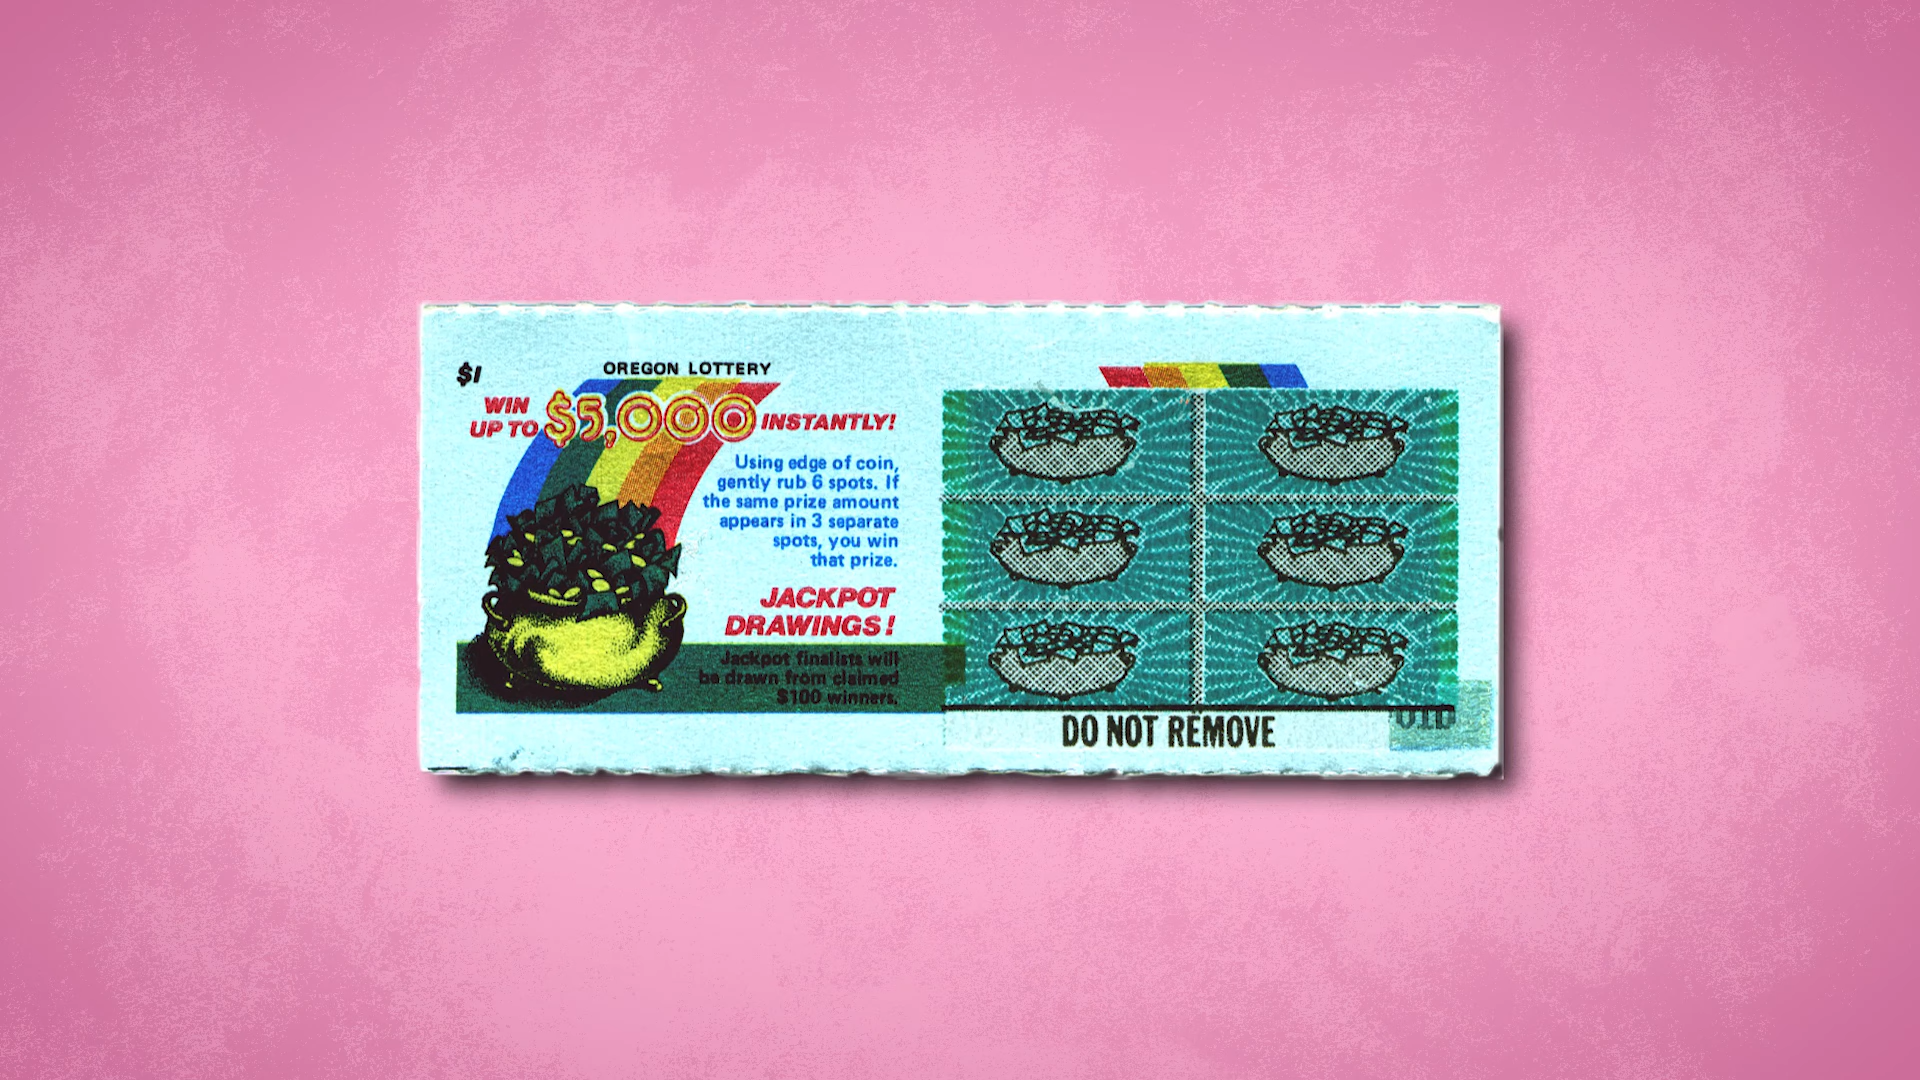 $1
OREGON LOTTERY
WIN
UP TO $5,000 INSTANTLY!
Using edge of coin,
gently rub 6 spots. If
the same prize amount
appears in 3 separate
spots, you win
that prize.
JACKPOT
DRAWINGS!
Jackpot finalists will
be drawn from claimed
$100 winners.
DO NOT REMOVE